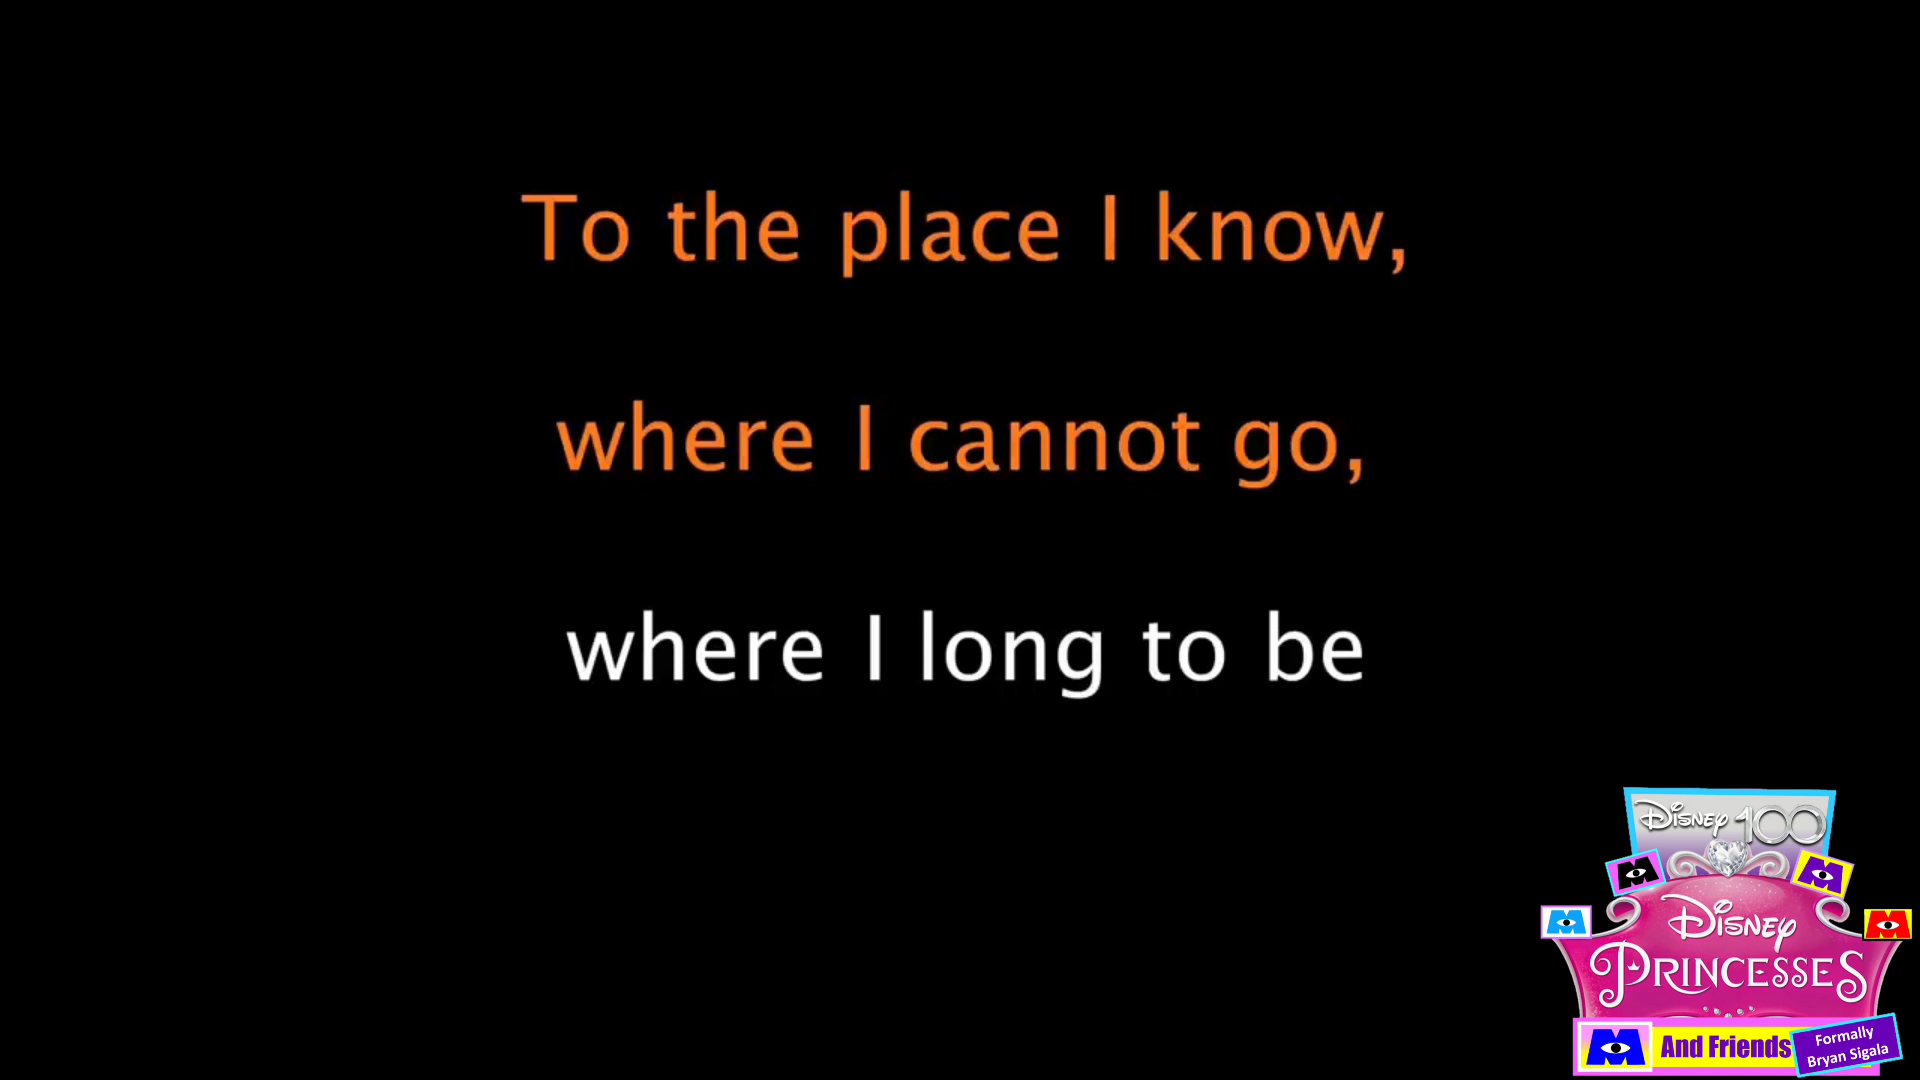 To the place I know,
where I cannot go,
where I long to be
Disney 100
Disney
PRINCESSES
And Friends
Formally
Bryan Sigala